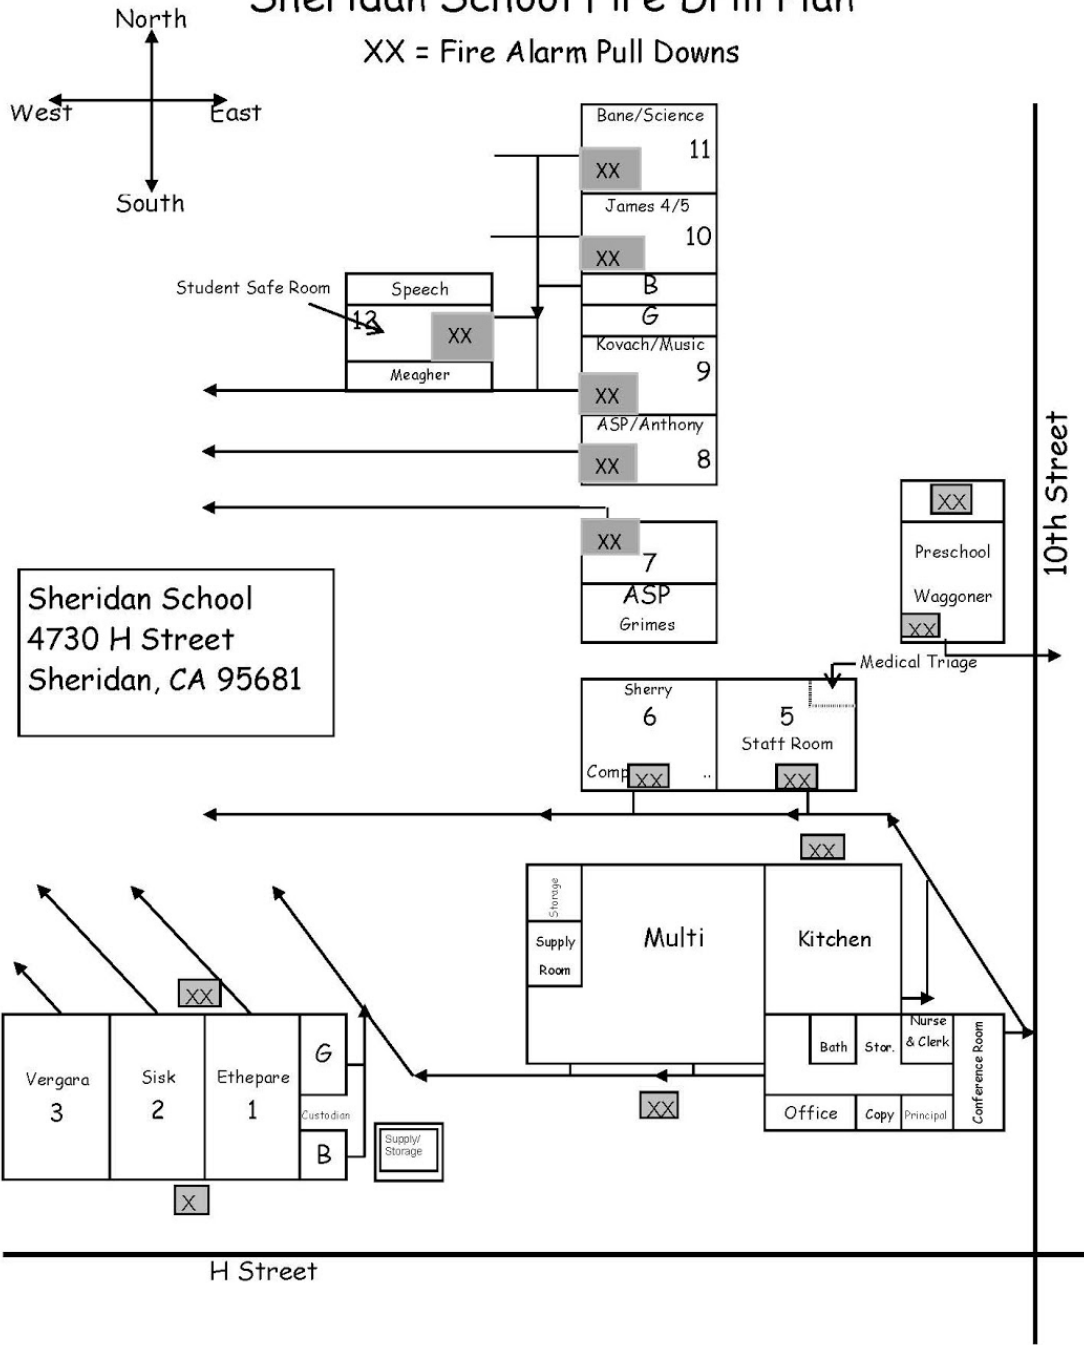 Sheridan School Fire Drill Plan
North
XX = Fire Alarm Pull Downs
West
East
South
Bane/Science
11
XX
James 4/5
10
XX
Student Safe Room
Speech
B
12
XX
G
Meagher
Kovach/Music
9
XX
ASP/Anthony
8
XX
10th Street
XX
XX
7
Preschool
Waggoner
XX
ASP
Grimes
Sheridan School
4730 H Street
Sheridan, CA 95681
Medical Triage
Sherry
6
5
Staff Room
Comp
XX
..
XX
XX
Storage
Supply
Room
Multi
Kitchen
XX
Vergara
3
Sisk
2
Ethepare
1
G
Custodian
B
Supply/
Storage
X
XX
Bath
Stor.
Nurse
& Clerk
Conference Room
Office
Copy
Principal
H Street